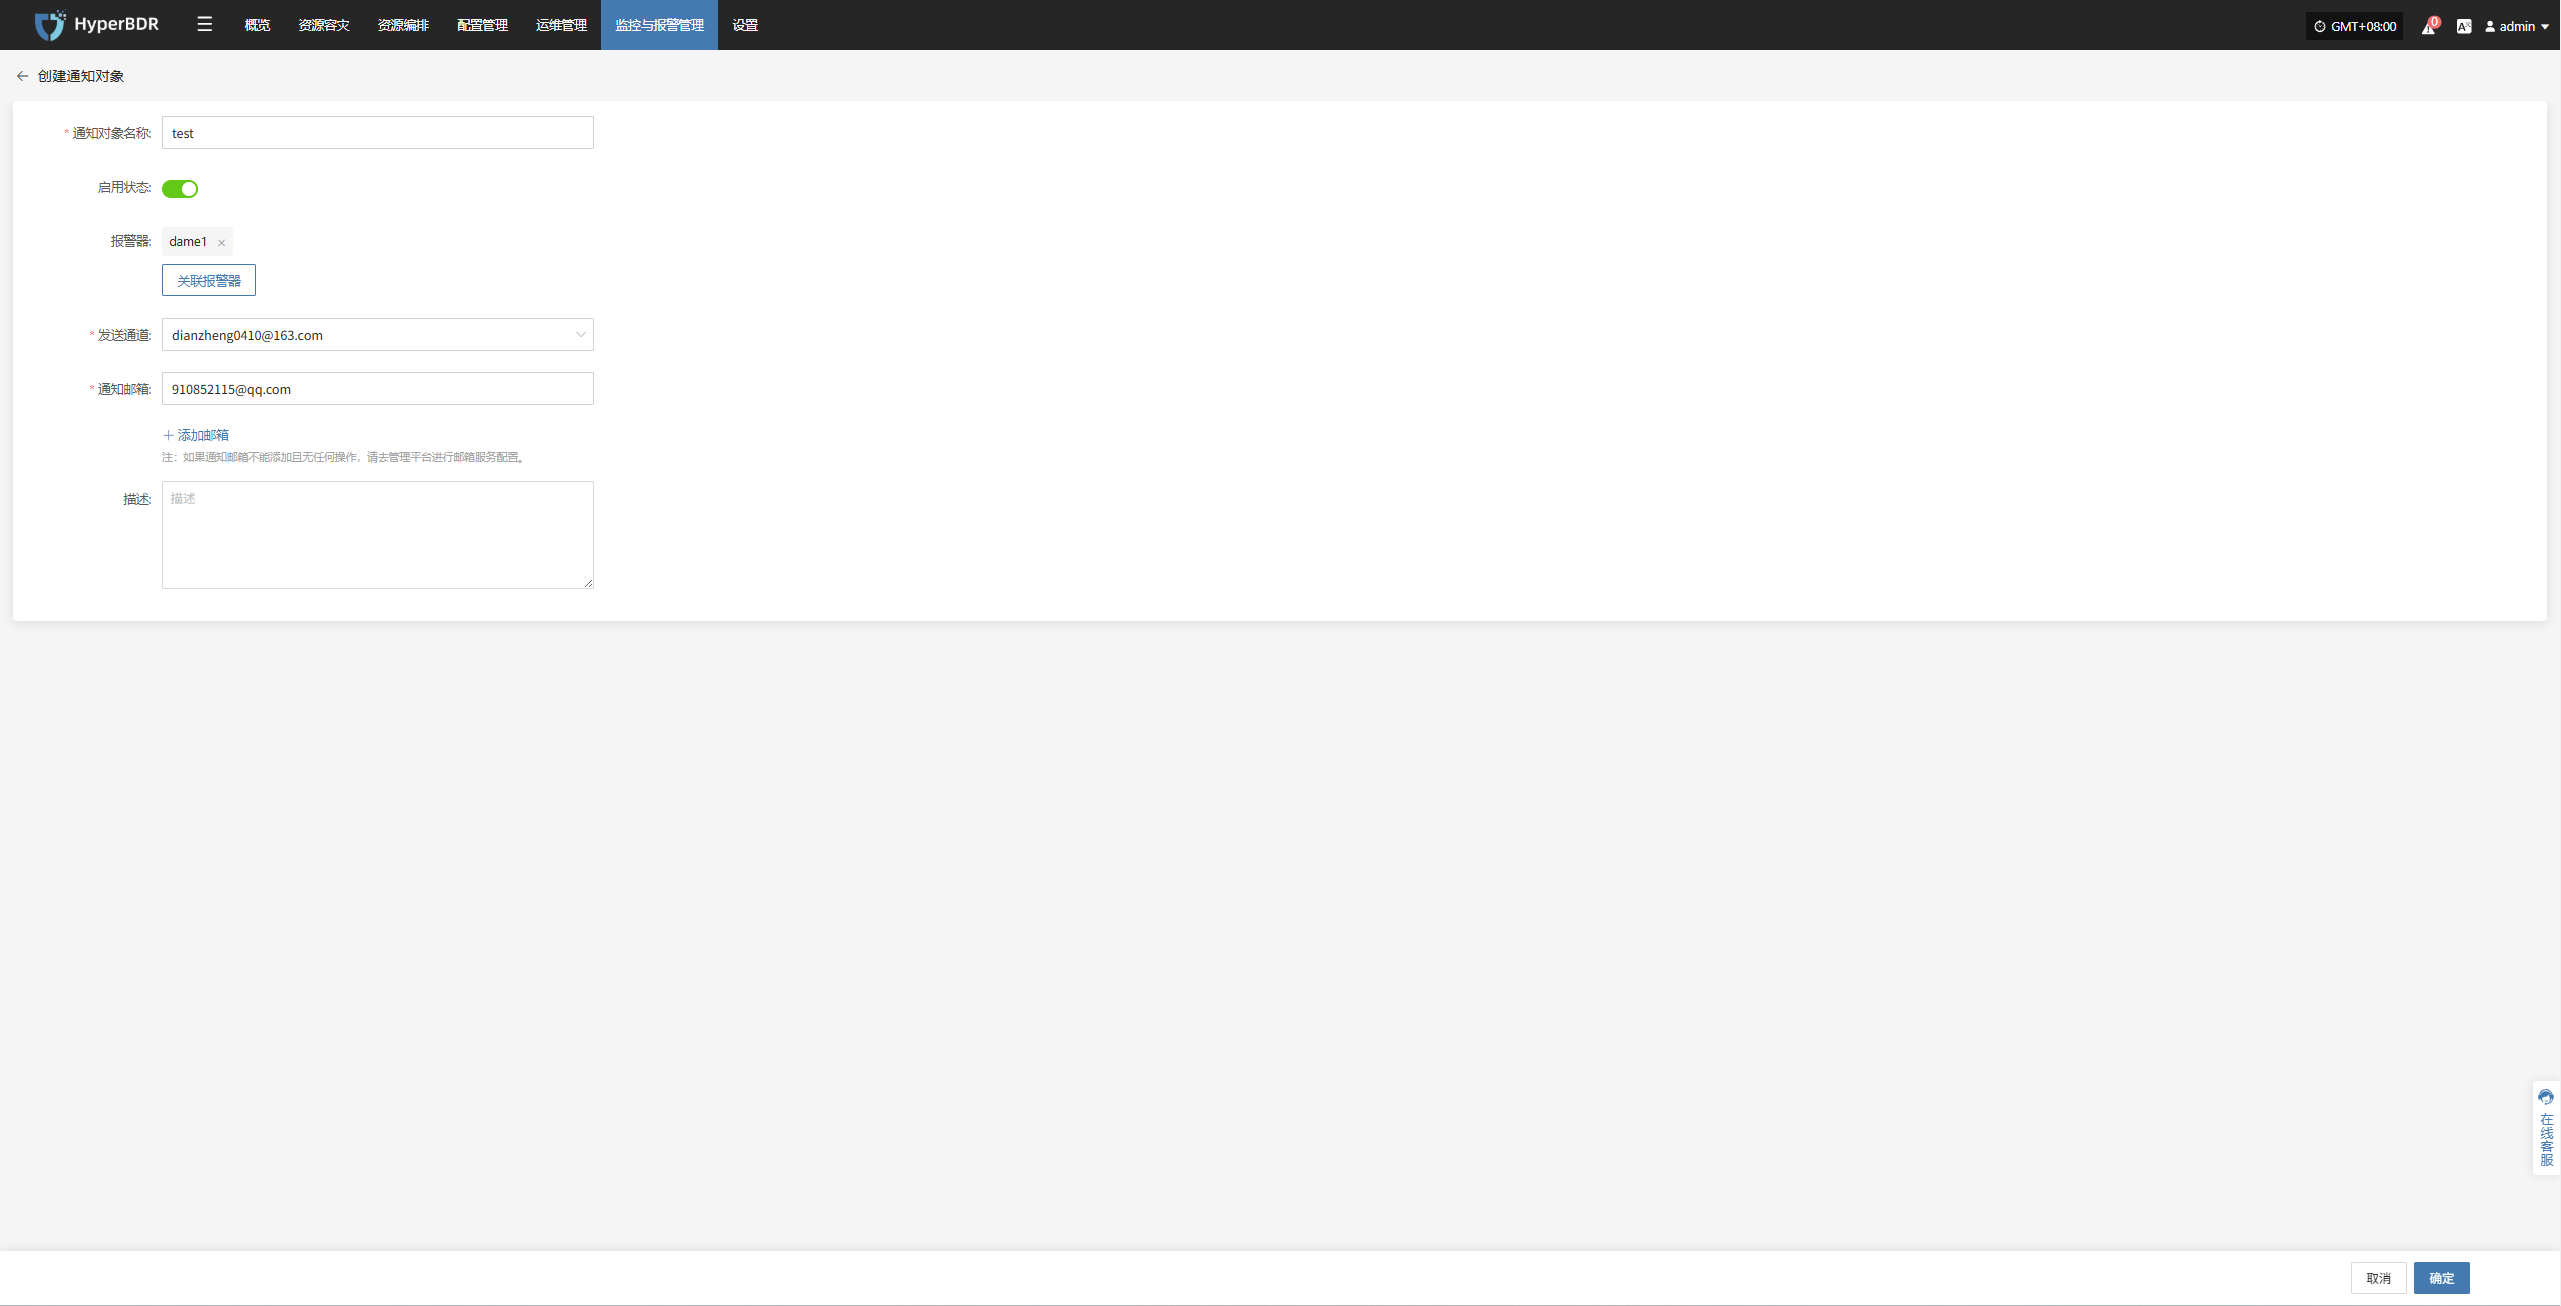 HyperBDR 概览 资源容灾 资源编排 配置管理 运维管理 监控与报警管理 设置 GMT+08:00 0 A admin
创建通知对象
* 通知对象名称: test
启用状态:
报警器: dame1
关联报警器
* 发送通道: dianzheng0410@163.com
* 通知邮箱: 910852115@qq.com
添加邮箱
注：如果通知邮箱不能添加且无任何操作，请去管理平台进行邮箱服务配置。
描述: 描述
在线客服
取消 确定